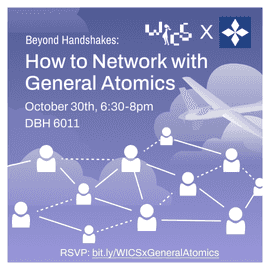 WICS X
Beyond Handshakes:
How to Network with
General Atomics
October 30th, 6:30-8pm
DBH 6011
RSVP: bit.ly/WICSxGeneralAtomics